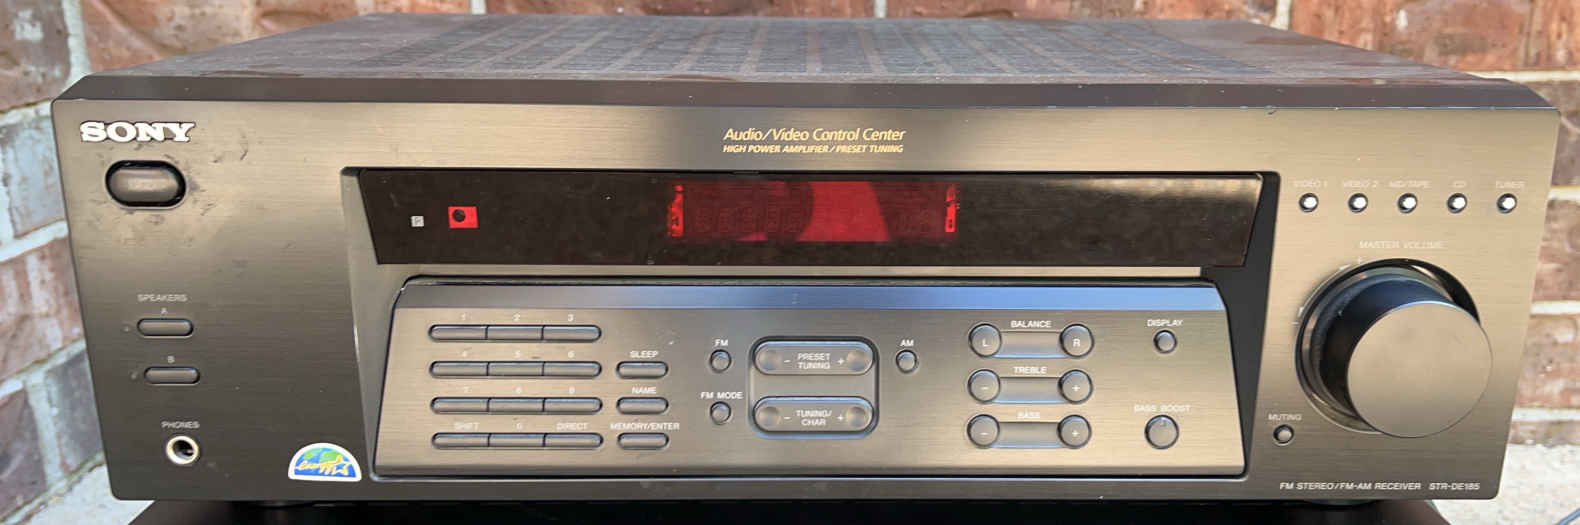 SONY
Audio/Video Control Center
HIGH POWER AMPLIFIER/PRESET TUNING
VIDEO 1 VIDEO 2 MD/TAPE CD TUNER
MASTER VOLUME
SPEAKERS
A
B
PHONES
energy
1 2 3
4 5 6
7 8 9
SHIFT 0 DIRECT
SLEEP
NAME
MEMORY/ENTER
FM
FM MODE
- PRESET TUNING +
- TUNING/CHAR +
AM
BALANCE
L R
TREBLE
- +
BASS
- +
DISPLAY
BASS BOOST
MUTING
FM STEREO/FM-AM RECEIVER STR-DE185